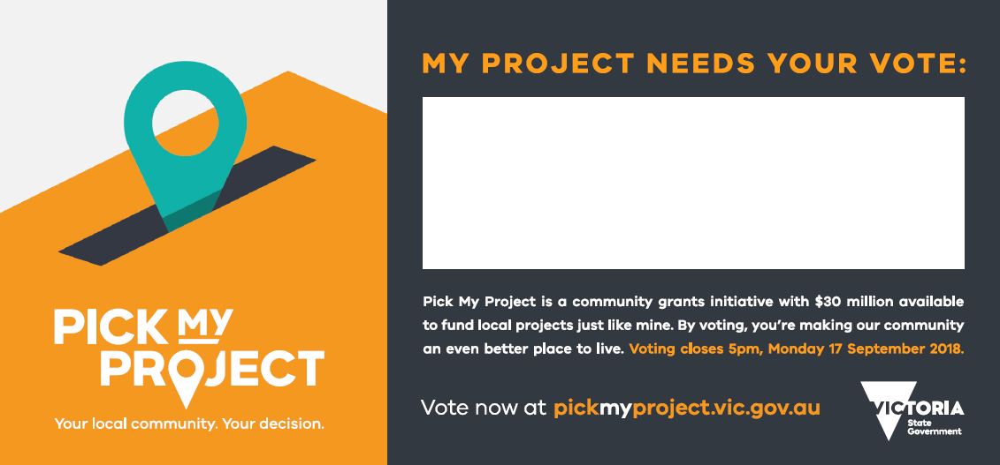 PICK MY
PROJECT
Your local community. Your decision.
MY PROJECT NEEDS YOUR VOTE:
Pick My Project is a community grants initiative with $30 million available
to fund local projects just like mine. By voting, you're making our community
an even better place to live. Voting closes 5pm, Monday 17 September 2018.
Vote now at pickmyproject.vic.gov.au
VICTORIA
State
Government